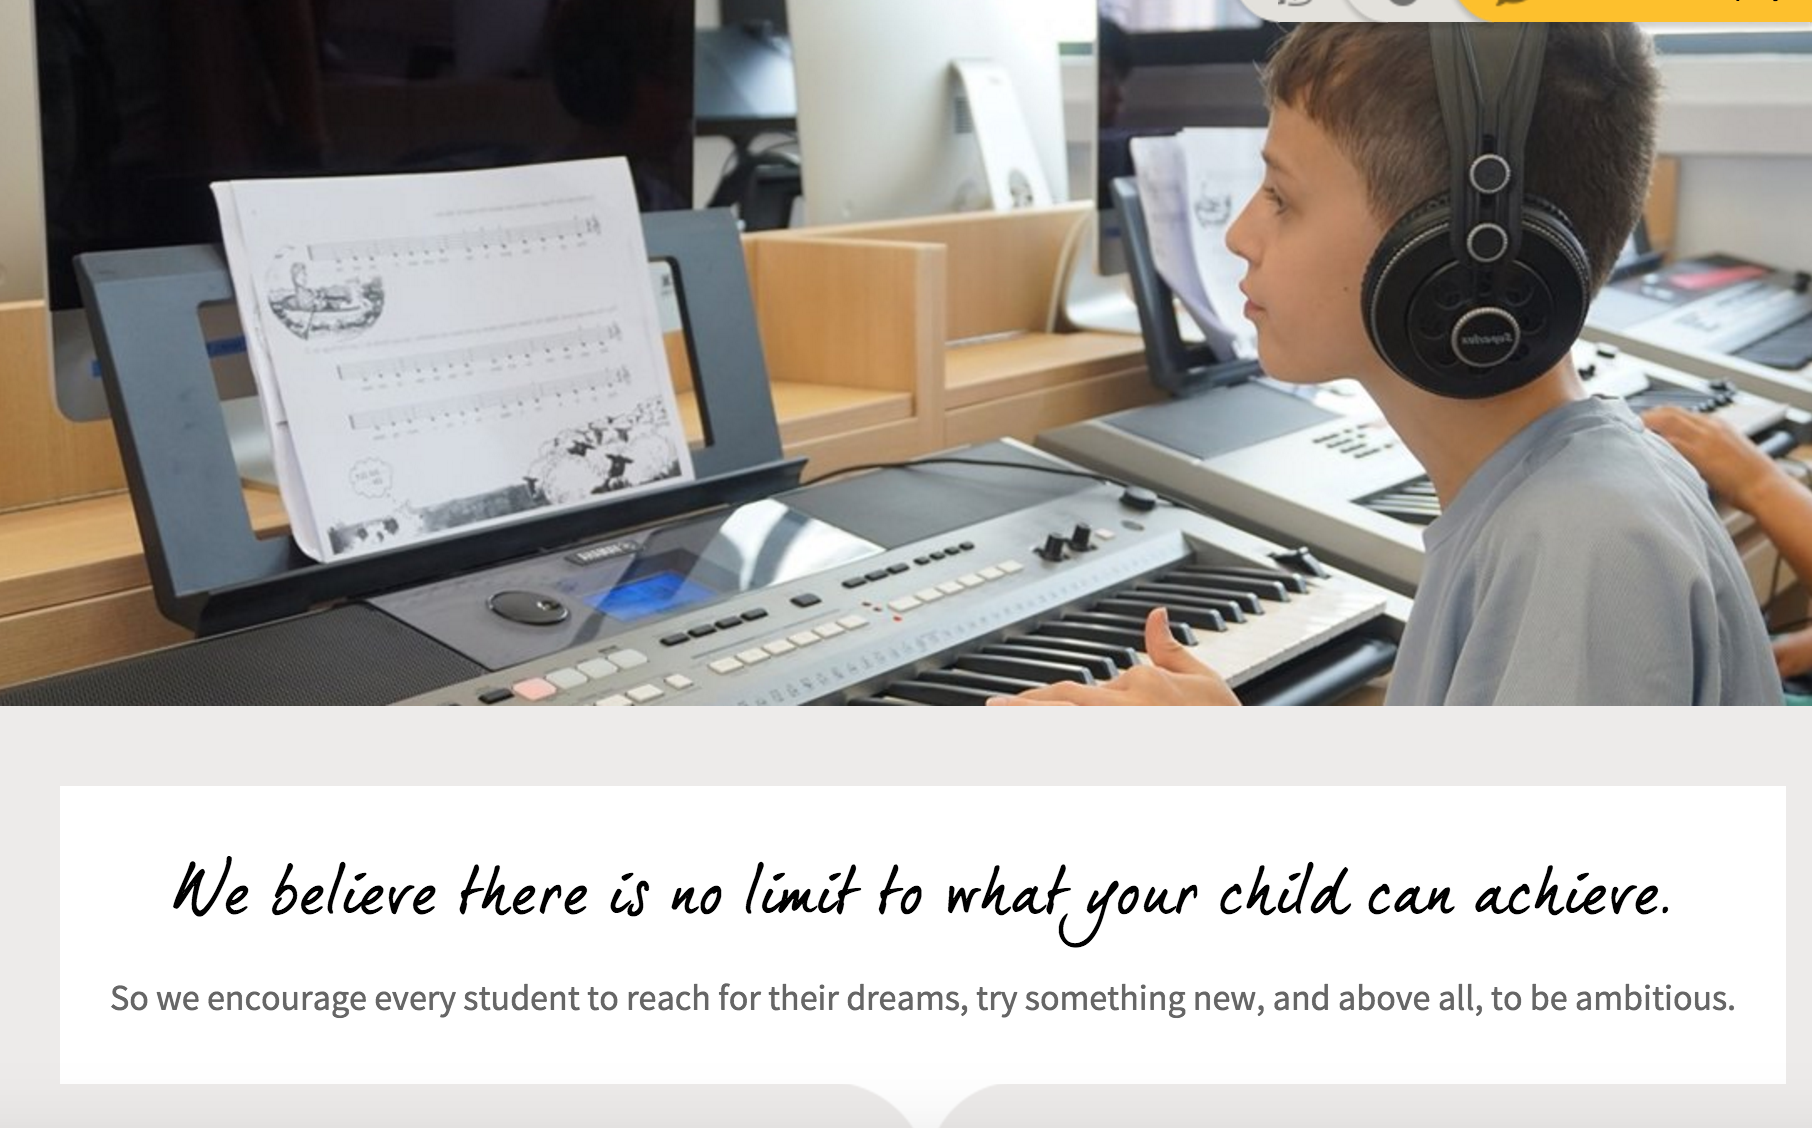 Superlux
We believe there is no limit to what your child can achieve.
So we encourage every student to reach for their dreams, try something new, and above all, to be ambitious.